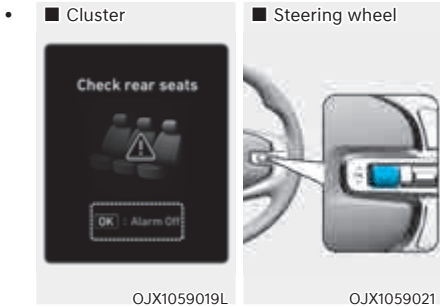 • ■ Cluster
■ Steering wheel
Check rear seats
OK : Alarm Off
OJX1059019L
OJX1059021